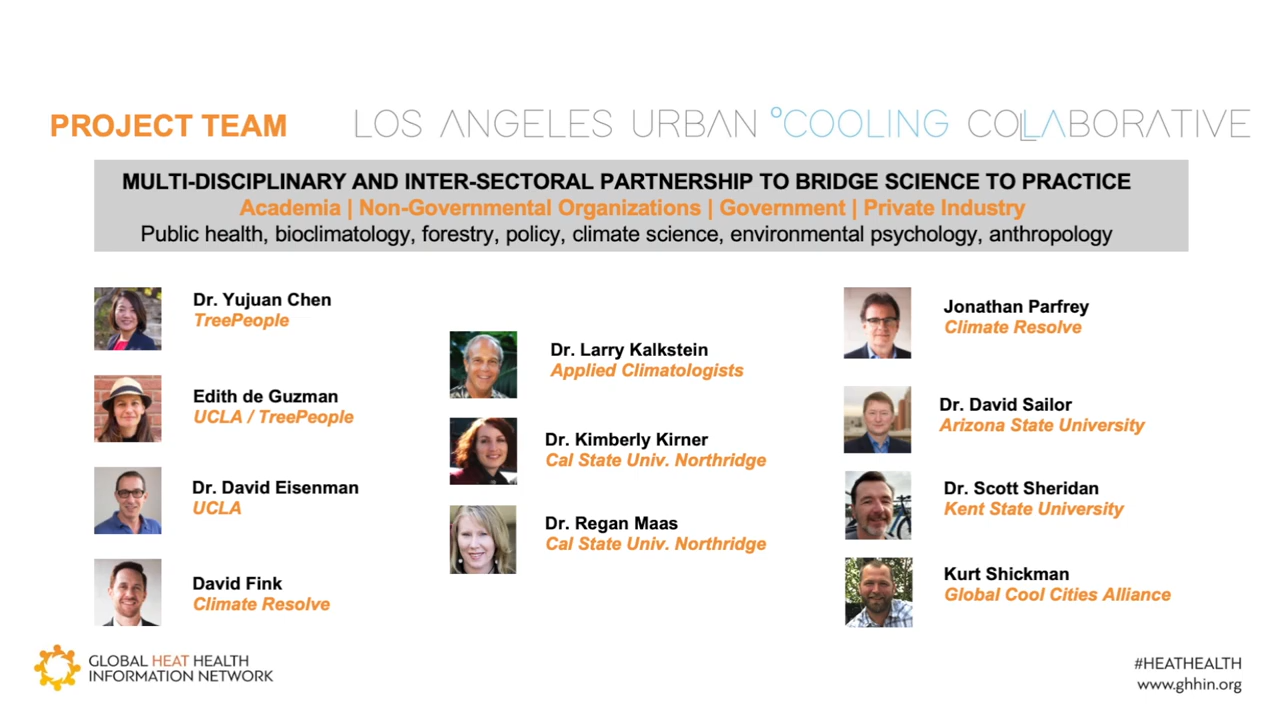 PROJECT TEAM
LOS ANGELES URBAN °COOLING COLLABORATIVE
MULTI-DISCIPLINARY AND INTER-SECTORAL PARTNERSHIP TO BRIDGE SCIENCE TO PRACTICE
Academia | Non-Governmental Organizations | Government | Private Industry
Public health, bioclimatology, forestry, policy, climate science, environmental psychology, anthropology
Dr. Yujuan Chen
TreePeople
Edith de Guzman
UCLA / TreePeople
Dr. David Eisenman
UCLA
David Fink
Climate Resolve
Dr. Larry Kalkstein
Applied Climatologists
Dr. Kimberly Kirner
Cal State Univ. Northridge
Dr. Regan Maas
Cal State Univ. Northridge
Jonathan Parfrey
Climate Resolve
Dr. David Sailor
Arizona State University
Dr. Scott Sheridan
Kent State University
Kurt Shickman
Global Cool Cities Alliance
GLOBAL HEAT HEALTH
INFORMATION NETWORK
#HEATHEALTH
www.ghhin.org